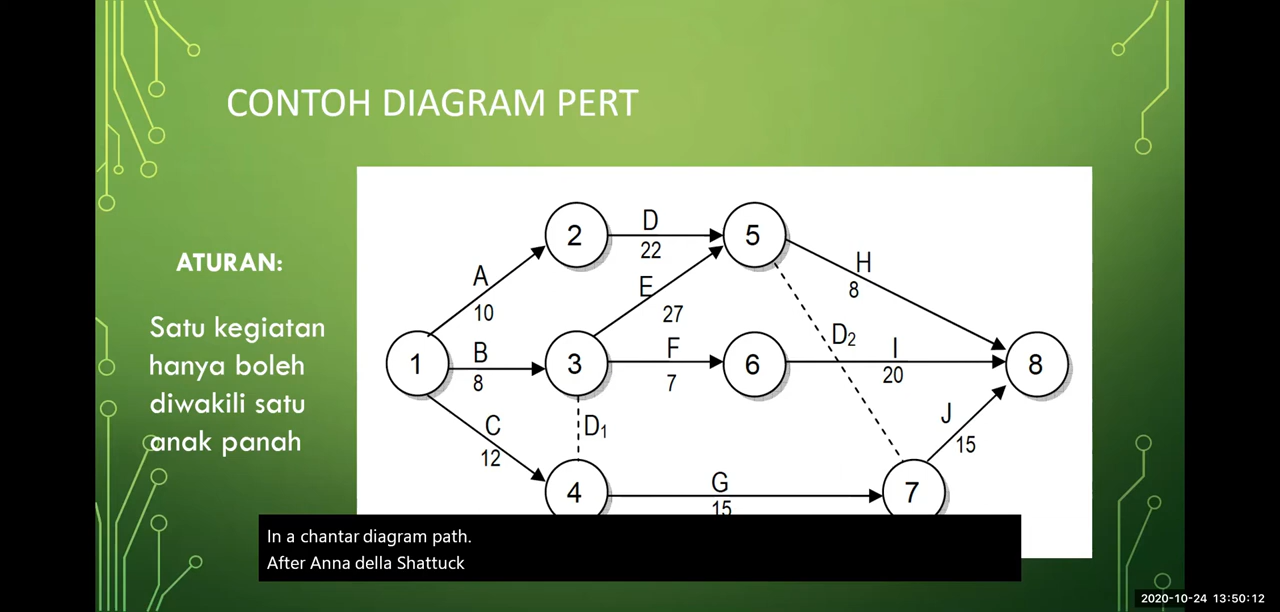 CONTOH DIAGRAM PERT
ATURAN:
Satu kegiatan
hanya boleh
diwakili satu
anak panah
2
D
22
5
A
10
E
27
H
8
1
B
8
3
F
7
6
D2
I
20
8
C
12
D1
J
15
4
G
15
7
In a chantar diagram path.
After Anna della Shattuck
2020-10-24 13:50:12